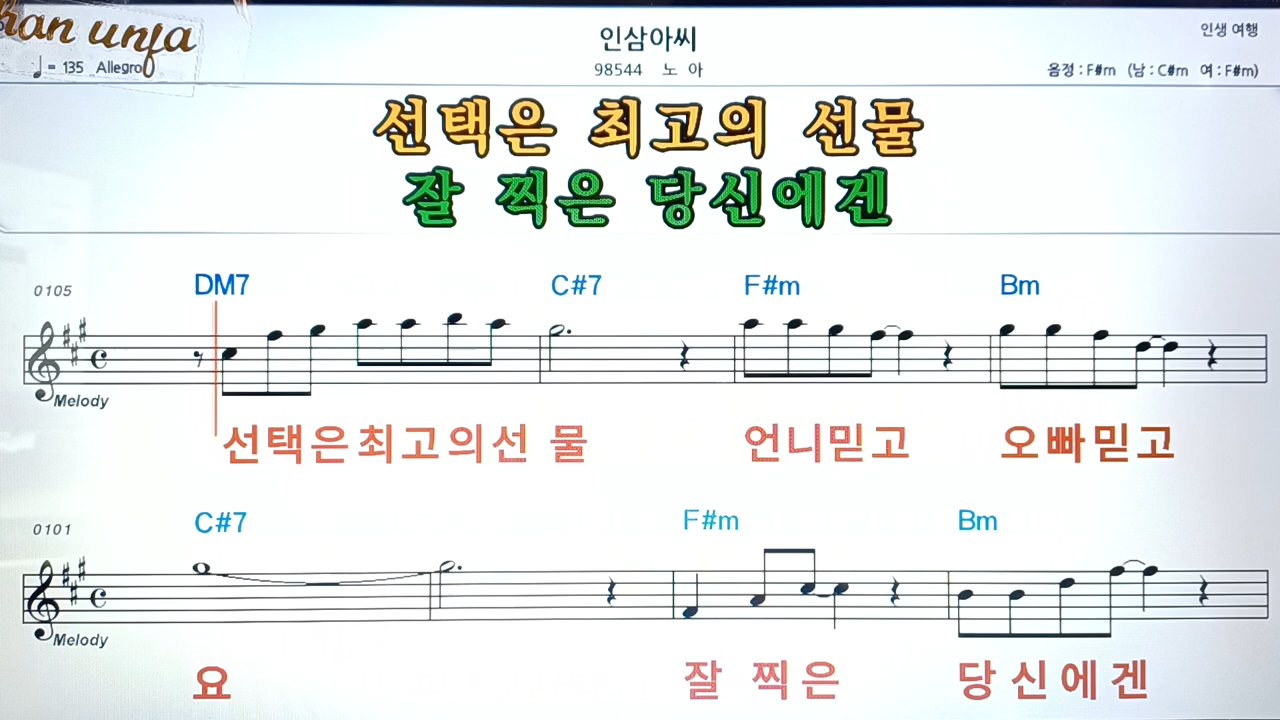 인삼아씨
인생 여행
♩= 135 Allegro
98544 노 아
음정 : F#m (남 : C#m 여 : F#m)
선택은 최고의 선물
잘 찍은 당신에겐
0105
DM7 C#7 F#m Bm
Melody
선택은최고의선 물 언니믿고 오빠믿고
0101
C#7 F#m Bm
Melody
요 잘 찍은 당신에겐